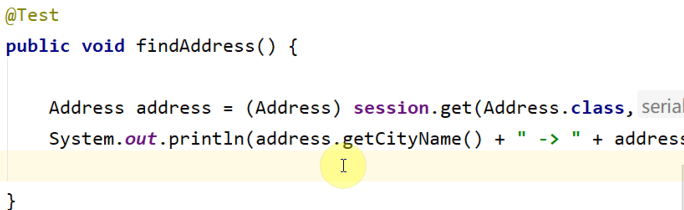 @Test
public void findAddress() {
Address address = (Address) session.get(Address.class, serial
System.out.println(address.getCityName() + " -> " + address
}